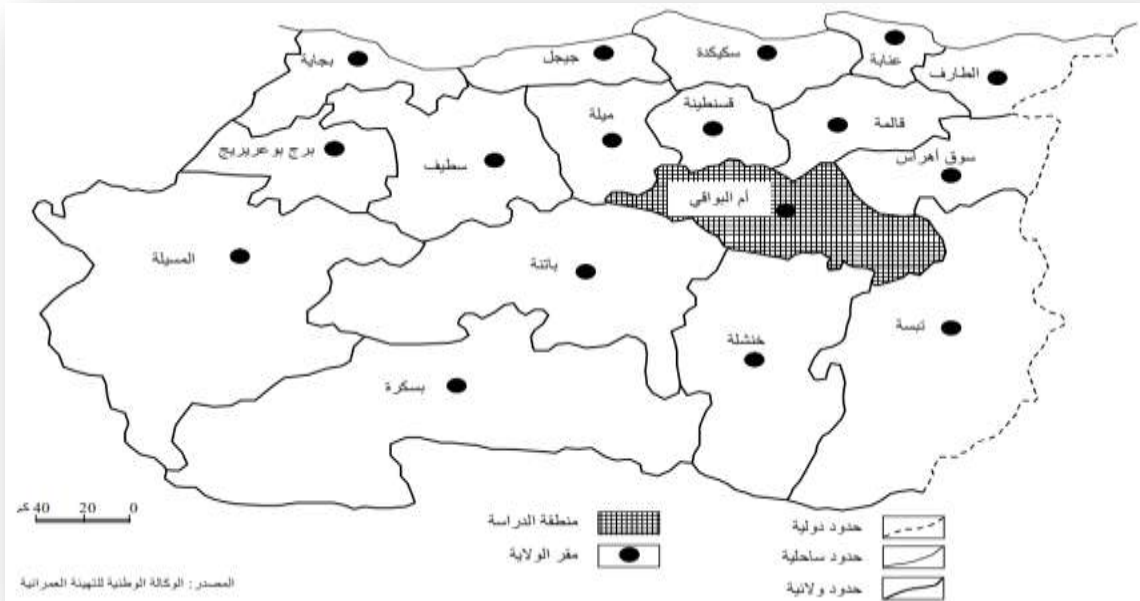 عنابة
سكيكدة
جيجل
بجاية
الطارف
قسنطينة
ميلة
قالمة
برج بوعريريج
سطيف
سوق أهراس
أم البواقي
المسيلة
باتنة
تبسة
خنشلة
بسكرة
0 20 40 كم
منطقة الدراسة
مقر الولاية
حدود دولية
حدود ساحلية
حدود ولائية
المصدر: الوكالة الوطنية للتهيئة العمرانية